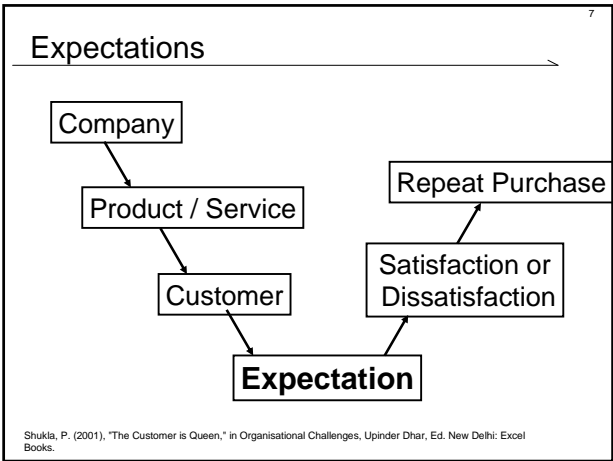 7
Expectations
Company
Product / Service
Customer
Expectation
Satisfaction or
Dissatisfaction
Repeat Purchase
Shukla, P. (2001), "The Customer is Queen," in Organisational Challenges, Upinder Dhar, Ed. New Delhi: Excel
Books.